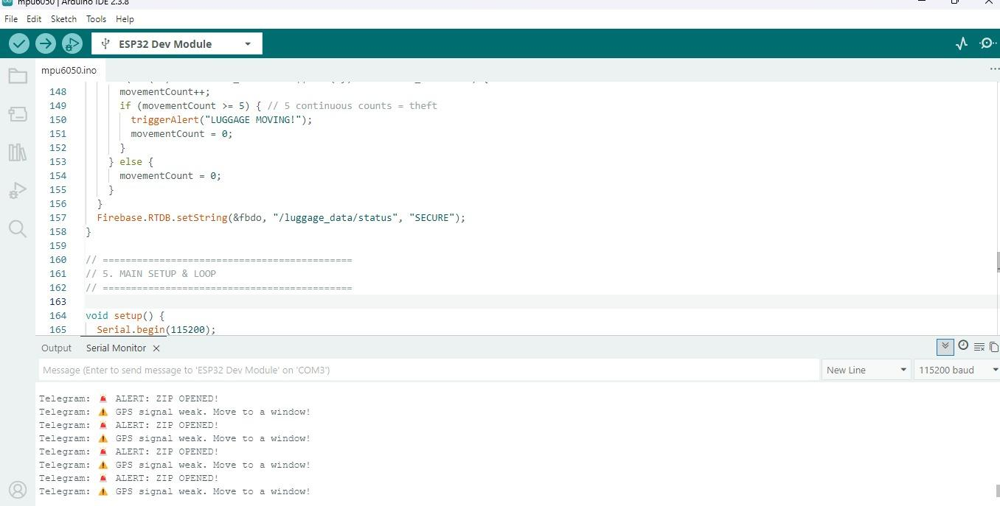 mpu6050 | Arduino IDE 2.3.8
File Edit Sketch Tools Help
ESP32 Dev Module
mpu6050.ino
148 movementCount++;
149 if (movementCount >= 5) { // 5 continuous counts = theft
150 triggerAlert("LUGGAGE MOVING!");
151 movementCount = 0;
152 }
153 } else {
154 movementCount = 0;
155 }
156 }
157 Firebase.RTDB.setString(&fbdo, "/luggage_data/status", "SECURE");
158 }
159
160 // ============================================
161 // 5. MAIN SETUP & LOOP
162 // ============================================
163
164 void setup() {
165 Serial.begin(115200);
Output Serial Monitor ×
Message (Enter to send message to 'ESP32 Dev Module' on 'COM3')
New Line
115200 baud
Telegram: 🚨 ALERT: ZIP OPENED!
Telegram: ⚠️ GPS signal weak. Move to a window!
Telegram: 🚨 ALERT: ZIP OPENED!
Telegram: ⚠️ GPS signal weak. Move to a window!
Telegram: 🚨 ALERT: ZIP OPENED!
Telegram: ⚠️ GPS signal weak. Move to a window!
Telegram: 🚨 ALERT: ZIP OPENED!
Telegram: ⚠️ GPS signal weak. Move to a window!